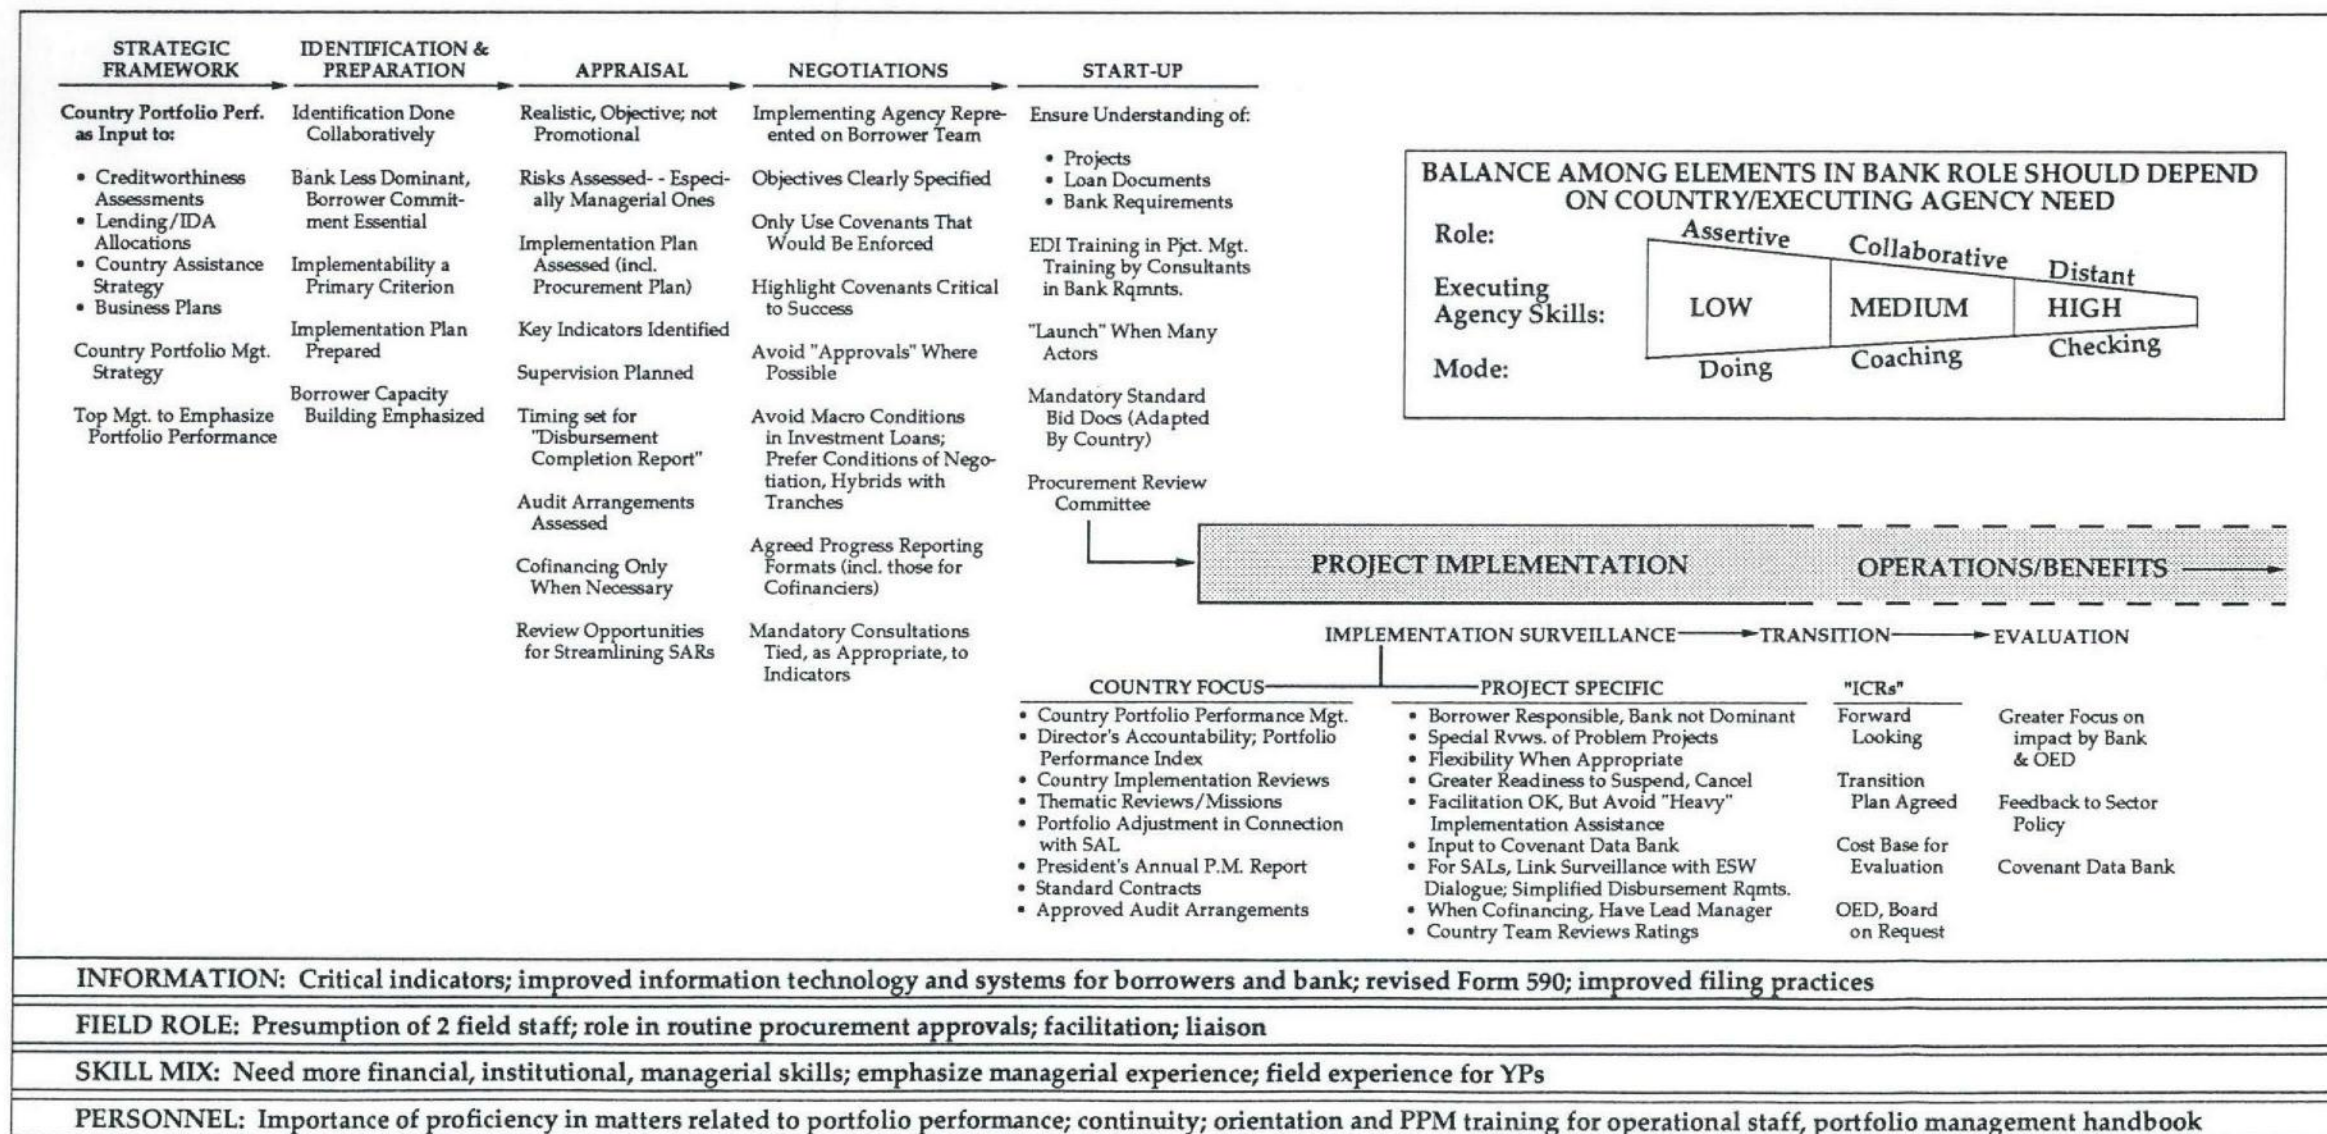 STRATEGIC
FRAMEWORK
Country Portfolio Perf.
as Input to:
• Creditworthiness
Assessments
• Lending/IDA
Allocations
• Country Assistance
Strategy
• Business Plans
Country Portfolio Mgt.
Strategy
Top Mgt. to Emphasize
Portfolio Performance
IDENTIFICATION &
PREPARATION
Identification Done
Collaboratively
Bank Less Dominant,
Borrower Commit-
ment Essential
Implementability a
Primary Criterion
Implementation Plan
Prepared
Borrower Capacity
Building Emphasized
APPRAISAL
Realistic, Objective; not
Promotional
Risks Assessed- - Especi-
ally Managerial Ones
Implementation Plan
Assessed (incl.
Procurement Plan)
Key Indicators Identified
Supervision Planned
Timing set for
"Disbursement
Completion Report"
Audit Arrangements
Assessed
Cofinancing Only
When Necessary
Review Opportunities
for Streamlining SARs
NEGOTIATIONS
Implementing Agency Repre-
ented on Borrower Team
Objectives Clearly Specified
Only Use Covenants That
Would Be Enforced
Highlight Covenants Critical
to Success
Avoid "Approvals" Where
Possible
Avoid Macro Conditions
in Investment Loans;
Prefer Conditions of Nego-
tiation, Hybrids with
Tranches
Agreed Progress Reporting
Formats (incl. those for
Cofinanciers)
Mandatory Consultations
Tied, as Appropriate, to
Indicators
START-UP
Ensure Understanding of:
• Projects
• Loan Documents
• Bank Requirements
EDI Training in Pjct. Mgt.
Training by Consultants
in Bank Rqmnts.
"Launch" When Many
Actors
Mandatory Standard
Bid Docs (Adapted
By Country)
Procurement Review
Committee
BALANCE AMONG ELEMENTS IN BANK ROLE SHOULD DEPEND
ON COUNTRY/EXECUTING AGENCY NEED
Role:
Assertive
Collaborative
Distant
Executing
Agency Skills:
LOW
MEDIUM
HIGH
Mode:
Doing
Coaching
Checking
PROJECT IMPLEMENTATION
OPERATIONS/BENEFITS
IMPLEMENTATION SURVEILLANCE
TRANSITION
EVALUATION
COUNTRY FOCUS
• Country Portfolio Performance Mgt.
• Director's Accountability; Portfolio
Performance Index
• Country Implementation Reviews
• Thematic Reviews/Missions
• Portfolio Adjustment in Connection
with SAL
• President's Annual P.M. Report
• Standard Contracts
• Approved Audit Arrangements
PROJECT SPECIFIC
• Borrower Responsible, Bank not Dominant
• Special Rvws. of Problem Projects
• Flexibility When Appropriate
• Greater Readiness to Suspend, Cancel
• Facilitation OK, But Avoid "Heavy"
Implementation Assistance
• Input to Covenant Data Bank
• For SALs, Link Surveillance with ESW
Dialogue; Simplified Disbursement Rqmts.
• When Cofinancing, Have Lead Manager
• Country Team Reviews Ratings
"ICRs"
Forward
Looking
Transition
Plan Agreed
Cost Base for
Evaluation
OED, Board
on Request
Greater Focus on
impact by Bank
& OED
Feedback to Sector
Policy
Covenant Data Bank
INFORMATION: Critical indicators; improved information technology and systems for borrowers and bank; revised Form 590; improved filing practices
FIELD ROLE: Presumption of 2 field staff; role in routine procurement approvals; facilitation; liaison
SKILL MIX: Need more financial, institutional, managerial skills; emphasize managerial experience; field experience for YPs
PERSONNEL: Importance of proficiency in matters related to portfolio performance; continuity; orientation and PPM training for operational staff, portfolio management handbook